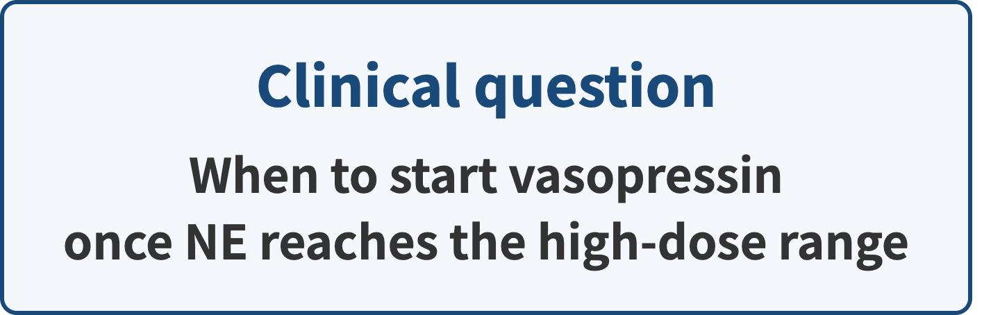 Clinical question
When to start vasopressin
once NE reaches the high-dose range